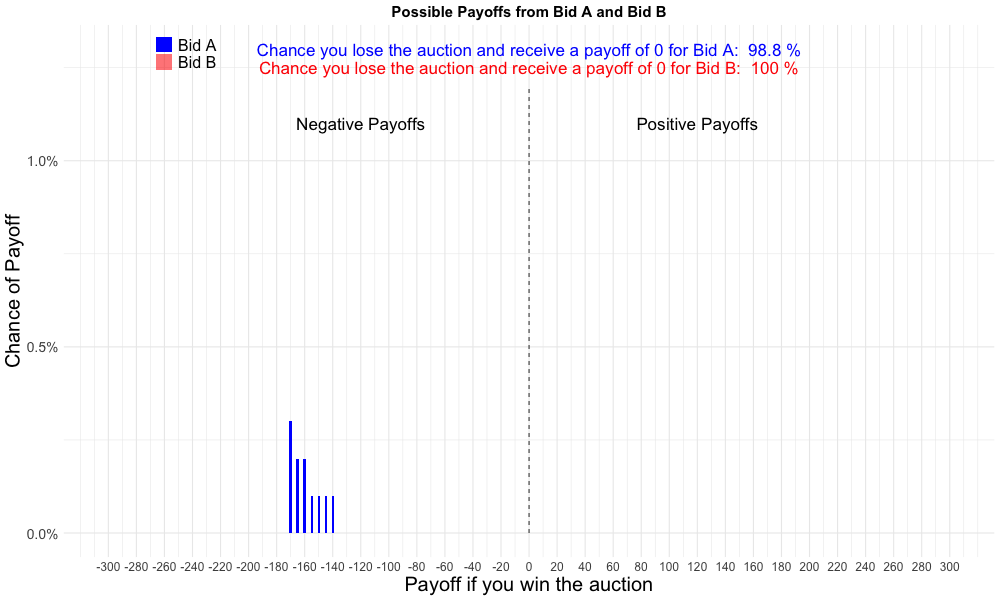 Possible Payoffs from Bid A and Bid B
Bid A
Bid B
Chance you lose the auction and receive a payoff of 0 for Bid A:  98.8 %
Chance you lose the auction and receive a payoff of 0 for Bid B:  100 %
Negative Payoffs
Positive Payoffs
Chance of Payoff
1.0%
0.5%
0.0%
-300 -280 -260 -240 -220 -200 -180 -160 -140 -120 -100 -80 -60 -40 -20 0 20 40 60 80 100 120 140 160 180 200 220 240 260 280 300
Payoff if you win the auction